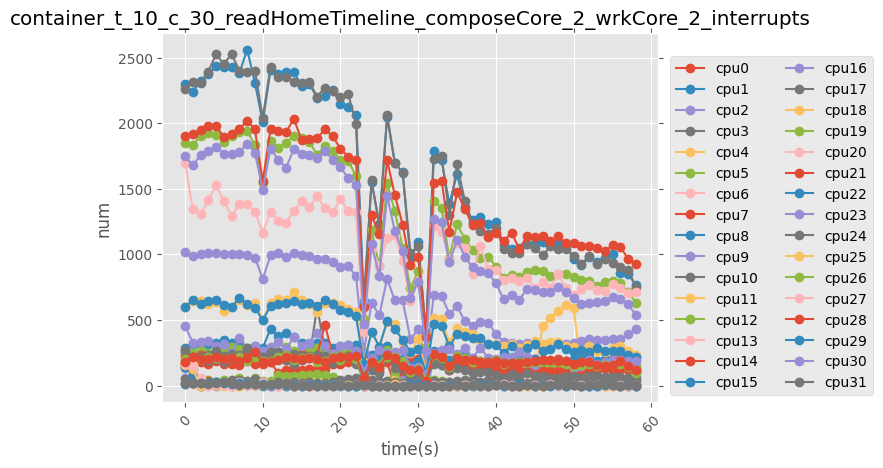 container_t_10_c_30_readHomeTimeline_composeCore_2_wrkCore_2_interrupts
2500
2000
1500
1000
500
0
num
0
10
20
30
40
50
60
time(s)
cpu0
cpu1
cpu2
cpu3
cpu4
cpu5
cpu6
cpu7
cpu8
cpu9
cpu10
cpu11
cpu12
cpu13
cpu14
cpu15
cpu16
cpu17
cpu18
cpu19
cpu20
cpu21
cpu22
cpu23
cpu24
cpu25
cpu26
cpu27
cpu28
cpu29
cpu30
cpu31